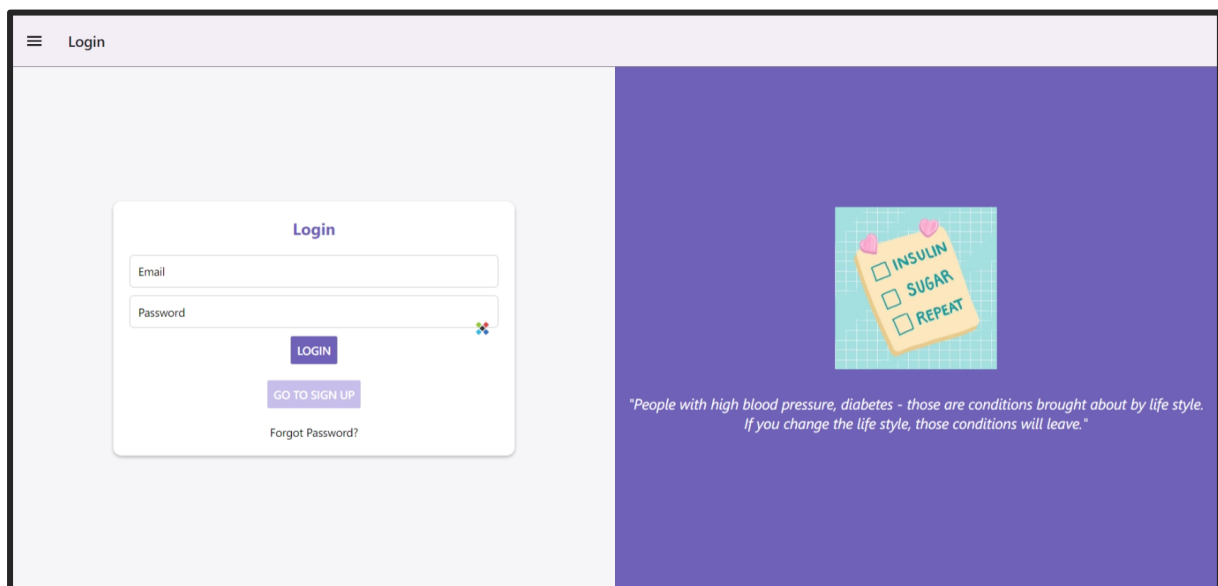 Login
Login
Email
Password
LOGIN
GO TO SIGN UP
Forgot Password?
INSULIN
SUGAR
REPEAT
"People with high blood pressure, diabetes - those are conditions brought about by life style.
If you change the life style, those conditions will leave."